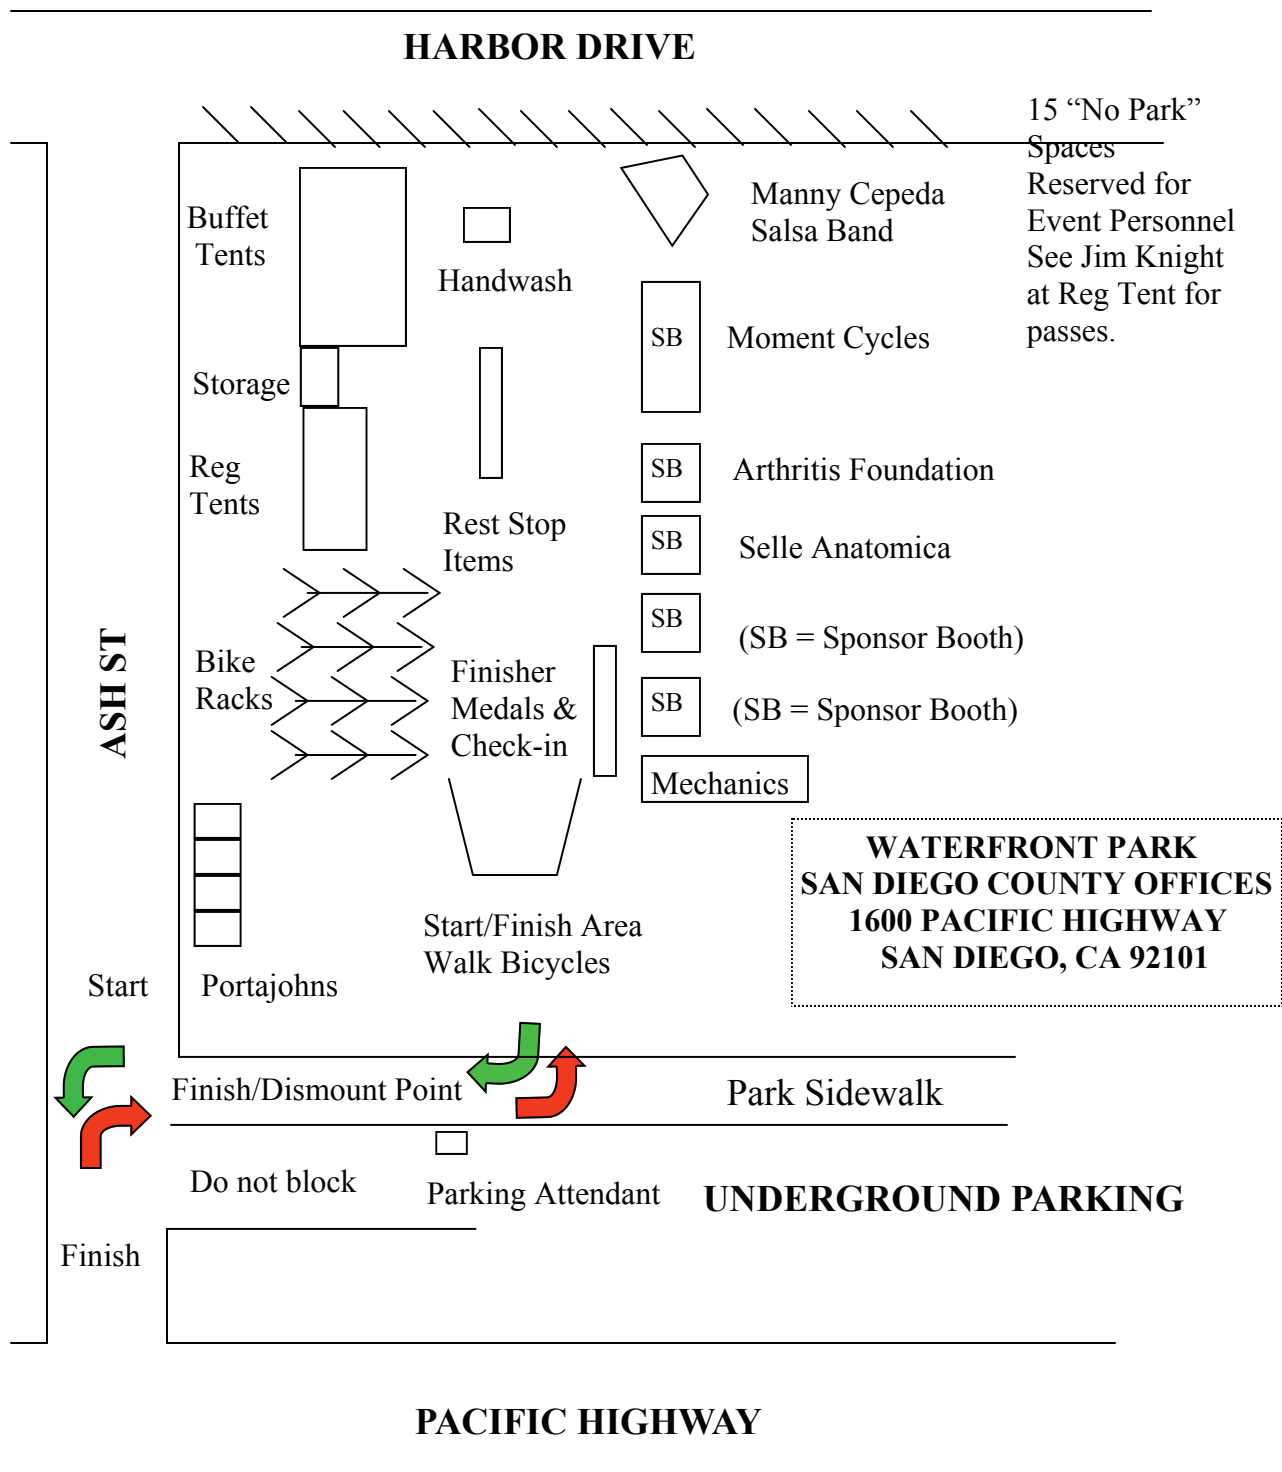 HARBOR DRIVE
15 “No Park”
Spaces
Reserved for
Event Personnel
See Jim Knight
at Reg Tent for
passes.
Buffet
Tents
Handwash
Manny Cepeda
Salsa Band
SB
Moment Cycles
Storage
Reg
Tents
Rest Stop
Items
SB
Arthritis Foundation
SB
Selle Anatomica
SB
(SB = Sponsor Booth)
SB
(SB = Sponsor Booth)
ASH ST
Bike
Racks
Finisher
Medals &
Check-in
Mechanics
WATERFRONT PARK
SAN DIEGO COUNTY OFFICES
1600 PACIFIC HIGHWAY
SAN DIEGO, CA 92101
Start/Finish Area
Walk Bicycles
Start
Portajohns
Finish/Dismount Point
Park Sidewalk
Do not block
Parking Attendant
UNDERGROUND PARKING
Finish
PACIFIC HIGHWAY